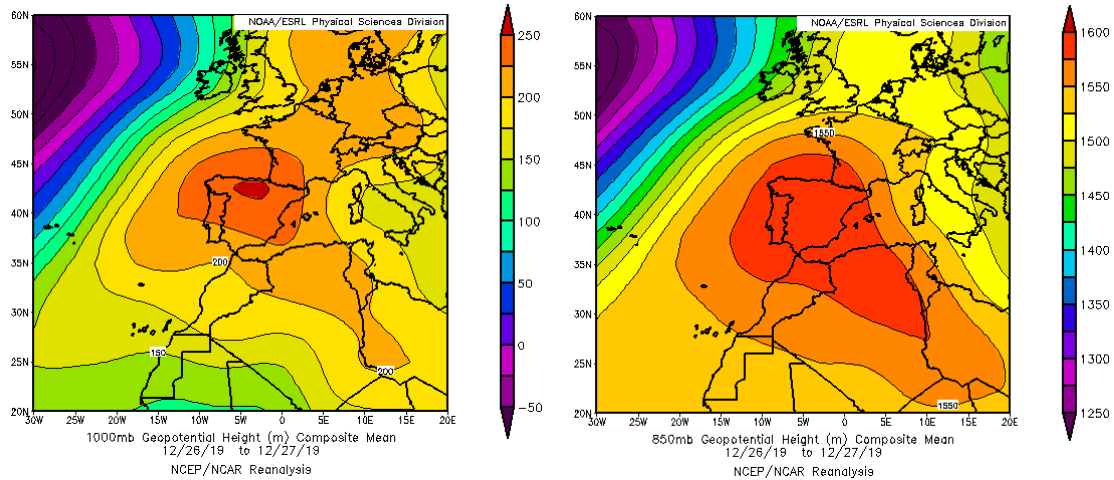 NOAA/ESRL Physical Sciences Division
60N
55N
50N
45N
40N
35N
30N
25N
20N
30W 25W 20W 15W 10W 5W 0 5E 10E 15E 20E
200
150
200
250
200
150
100
50
0
−50
1000mb Geopotential Height (m) Composite Mean
12/26/19 to 12/27/19
NCEP/NCAR Reanalysis
NOAA/ESRL Physical Sciences Division
60N
55N
50N
45N
40N
35N
30N
25N
20N
30W 25W 20W 15W 10W 5W 0 5E 10E 15E 20E
1550
1550
1600
1550
1500
1450
1400
1350
1300
1250
850mb Geopotential Height (m) Composite Mean
12/26/19 to 12/27/19
NCEP/NCAR Reanalysis